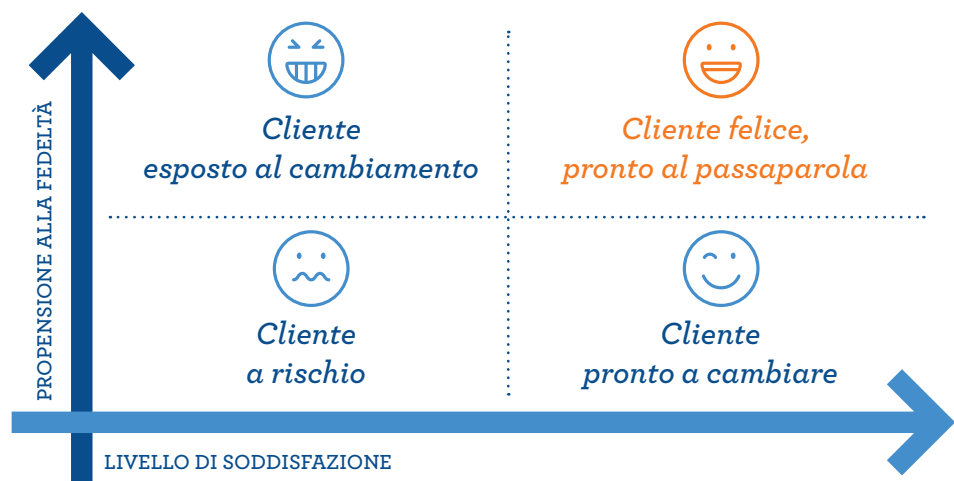 PROPENSIONE ALLA FEDELTÀ
Cliente
esposto al cambiamento
Cliente felice,
pronto al passaparola
Cliente
a rischio
Cliente
pronto a cambiare
LIVELLO DI SODDISFAZIONE